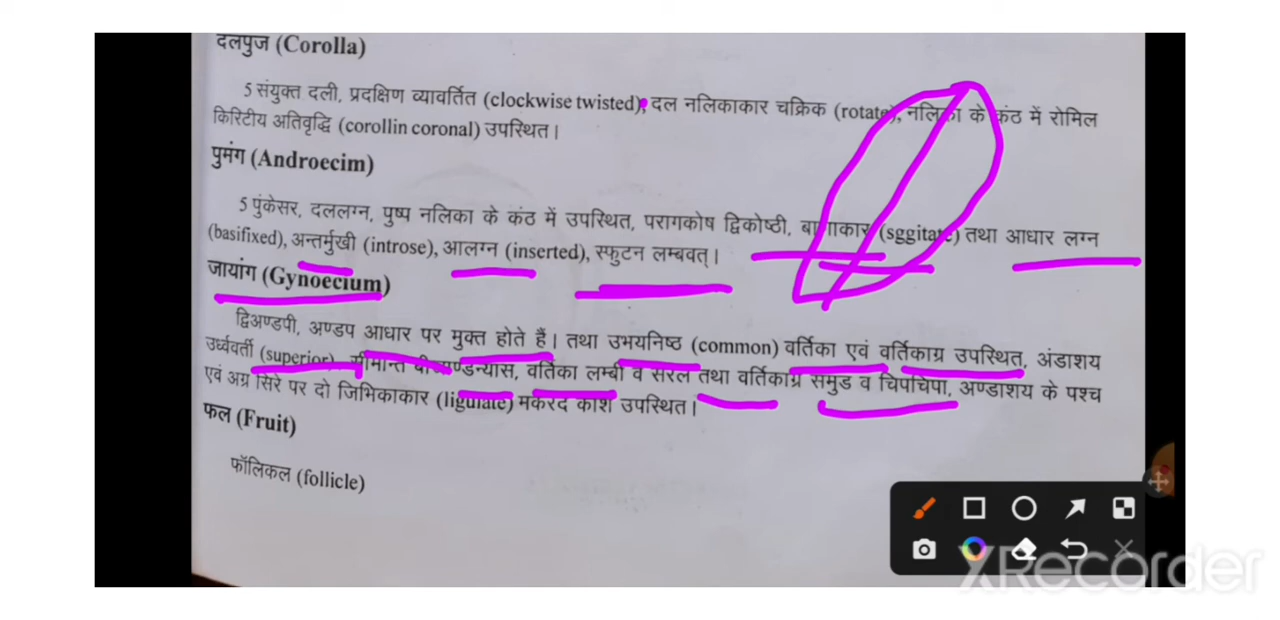 दलपुंज (Corolla)
5 संयुक्त दली, प्रदक्षिण व्यावर्तित (clockwise twisted), दल नलिकाकार चक्रिक (rotate), नलिका के कंठ में रोमिल
किरिटीय अतिवृद्धि (corollin coronal) उपस्थित।
पुमंग (Androecim)
5 पुंकेसर, दललग्न, पुष्प नलिका के कंठ में उपस्थित, परागकोष द्विकोष्ठी, बाणाकार (sggitate) तथा आधार लग्न
(basifixed), अन्तर्मुखी (introse), आलग्न (inserted), स्फुटन लम्बवत्।
जायांग (Gynoecium)
द्विअण्डपी, अण्डप आधार पर मुक्त होते हैं। तथा उभयनिष्ठ (common) वर्तिका एवं वर्तिकाग्र उपस्थित, अंडाशय
उर्ध्ववर्ती (superior), सीमान्त बीजाण्डन्यास, वर्तिका लम्बी व सरल तथा वर्तिकाग्र समुड व चिपचिपा, अण्डाशय के पश्च
एवं अग्र सिरे पर दो जिभिकाकार (ligulate) मकरंद कोश उपस्थित।
फल (Fruit)
फॉलिकल (follicle)
XRecorder